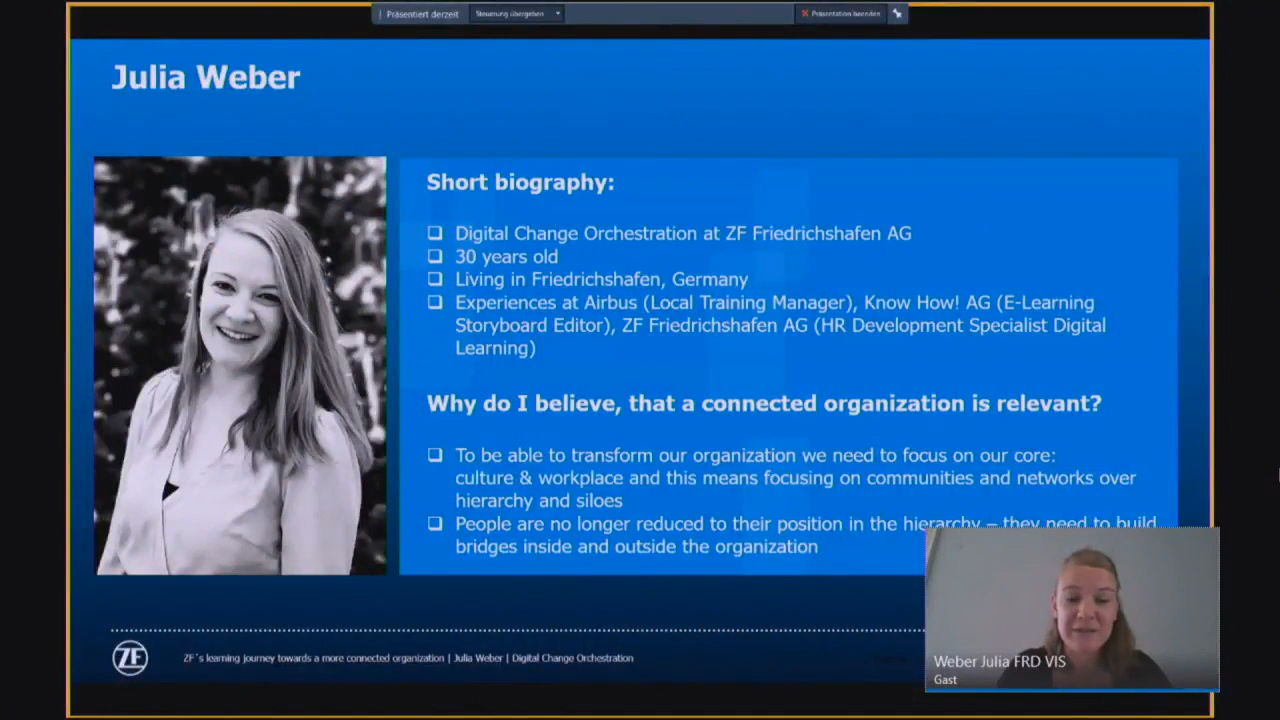 Präsentiert derzeit
Steuerung übergeben
Präsentation beenden
Julia Weber
Short biography:
❑ Digital Change Orchestration at ZF Friedrichshafen AG
❑ 30 years old
❑ Living in Friedrichshafen, Germany
❑ Experiences at Airbus (Local Training Manager), Know How! AG (E-Learning
Storyboard Editor), ZF Friedrichshafen AG (HR Development Specialist Digital
Learning)
Why do I believe, that a connected organization is relevant?
❑ To be able to transform our organization we need to focus on our core:
culture & workplace and this means focusing on communities and networks over
hierarchy and siloes
❑ People are no longer reduced to their position in the hierarchy – they need to build
bridges inside and outside the organization
ZF
ZF´s learning journey towards a more connected organization | Julia Weber | Digital Change Orchestration
Weber Julia FRD VIS
Gast